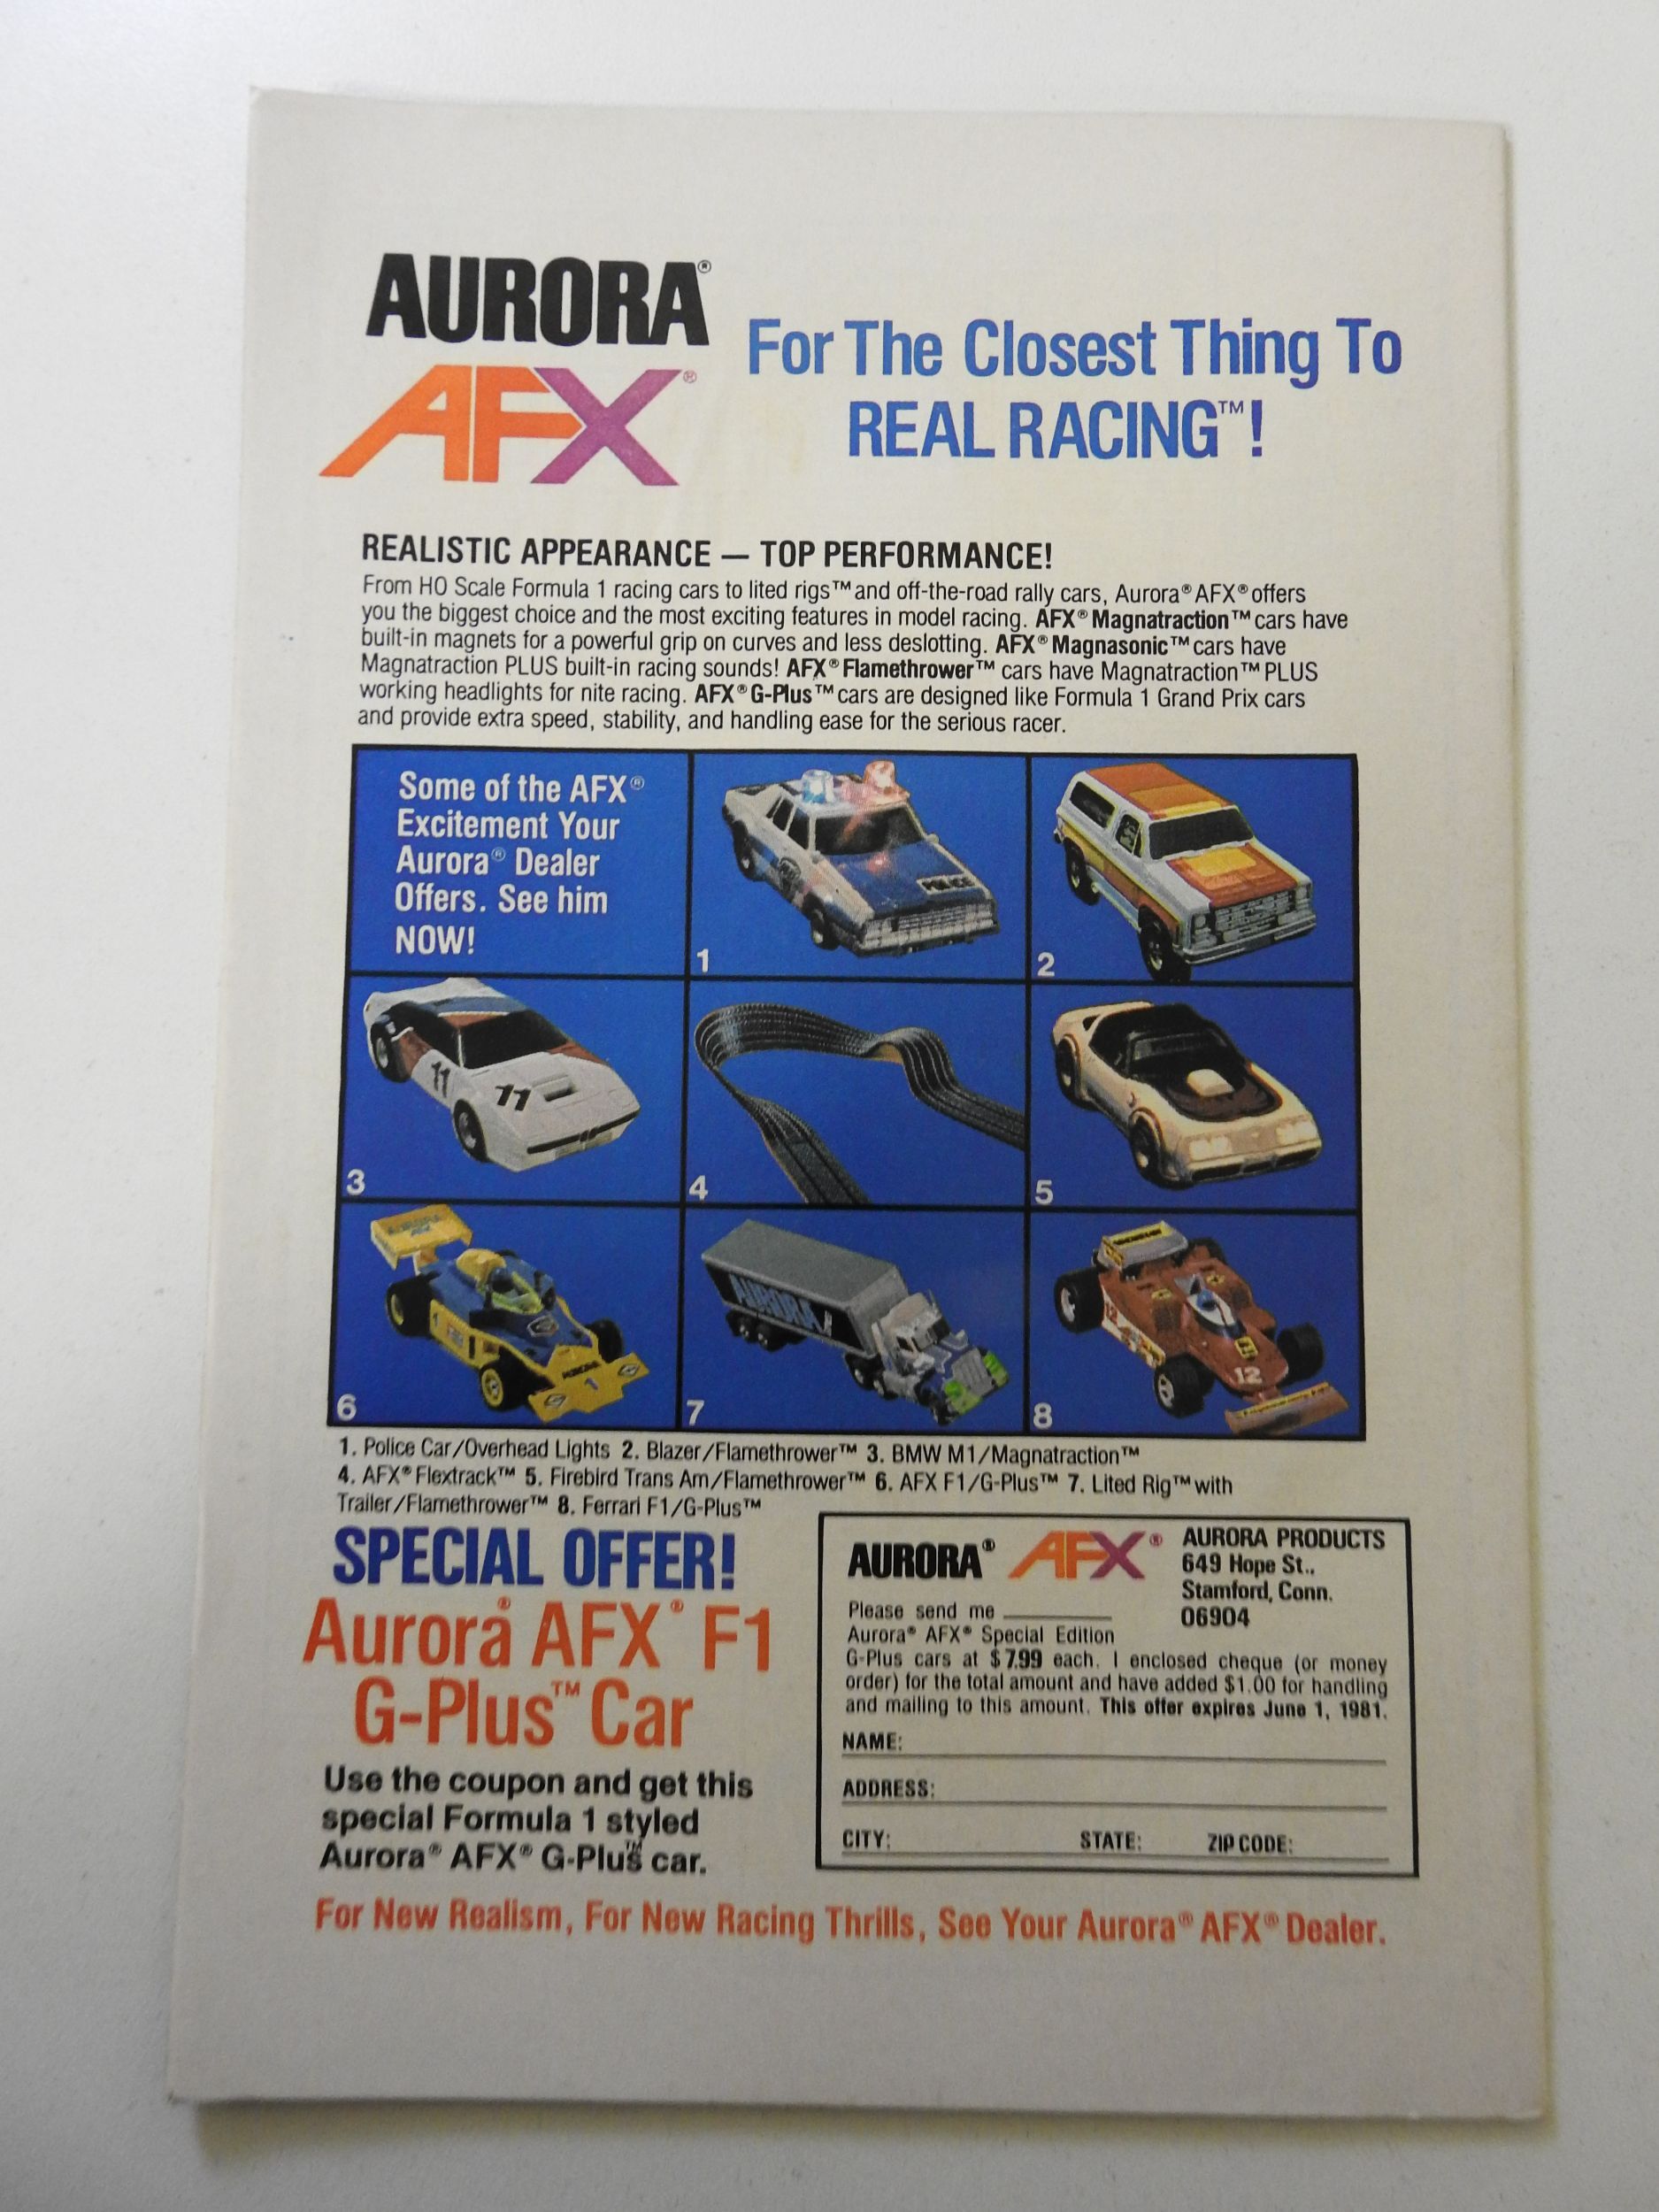 AURORA®
AFX®
For The Closest Thing To
REAL RACING™!
REALISTIC APPEARANCE — TOP PERFORMANCE!
From HO Scale Formula 1 racing cars to lited rigs™ and off-the-road rally cars, Aurora® AFX® offers
you the biggest choice and the most exciting features in model racing. AFX® Magnatraction™ cars have
built-in magnets for a powerful grip on curves and less deslotting. AFX® Magnasonic™ cars have
Magnatraction PLUS built-in racing sounds! AFX® Flamethrower™ cars have Magnatraction™ PLUS
working headlights for nite racing. AFX® G-Plus™ cars are designed like Formula 1 Grand Prix cars
and provide extra speed, stability, and handling ease for the serious racer.
Some of the AFX®
Excitement Your
Aurora® Dealer
Offers. See him
NOW!
POLICE
1
2
11
11
3
4
5
1
6
AURORA
7
12
12
8
1. Police Car/Overhead Lights 2. Blazer/Flamethrower™ 3. BMW M1/Magnatraction™
4. AFX® Flextrack™ 5. Firebird Trans Am/Flamethrower™ 6. AFX F1/G-Plus™ 7. Lited Rig™ with
Trailer/Flamethrower™ 8. Ferrari F1/G-Plus™
SPECIAL OFFER!
Aurora® AFX® F1
G-Plus™ Car
Use the coupon and get this
special Formula 1 styled
Aurora® AFX® G-Plus™ car.
AURORA® AFX®
AURORA PRODUCTS
649 Hope St.,
Stamford, Conn.
06904
Please send me
Aurora® AFX® Special Edition
G-Plus cars at $7.99 each. I enclosed cheque (or money
order) for the total amount and have added $1.00 for handling
and mailing to this amount. This offer expires June 1, 1981.
NAME:
ADDRESS:
CITY: STATE: ZIP CODE:
For New Realism, For New Racing Thrills, See Your Aurora® AFX® Dealer.